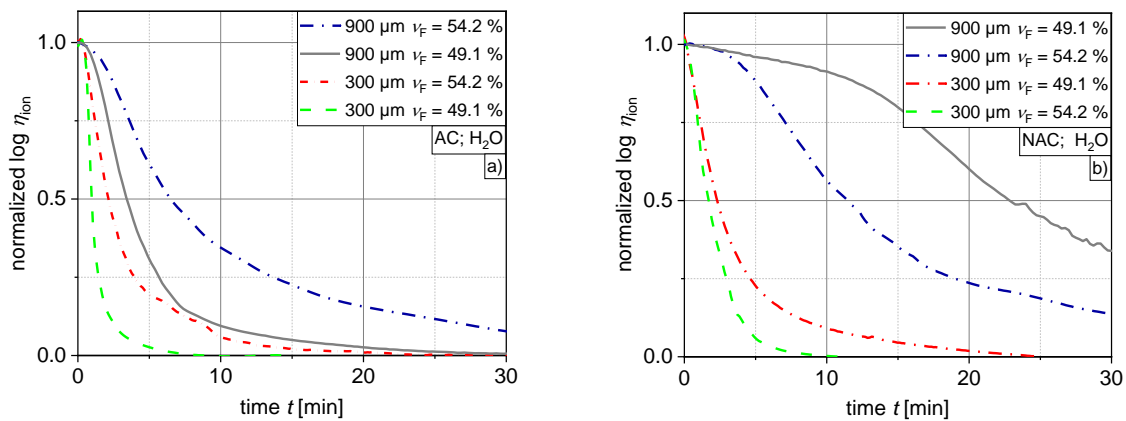 900 µm ν_F = 54.2 %
900 µm ν_F = 49.1 %
300 µm ν_F = 54.2 %
300 µm ν_F = 49.1 %
AC; H₂O
a)
normalized log η_ion
1.0
0.5
0.0
0
10
20
30
time t [min]
900 µm ν_F = 49.1 %
900 µm ν_F = 54.2 %
300 µm ν_F = 49.1 %
300 µm ν_F = 54.2 %
NAC; H₂O
b)
normalized log η_ion
1.0
0.5
0.0
0
10
20
30
time t [min]